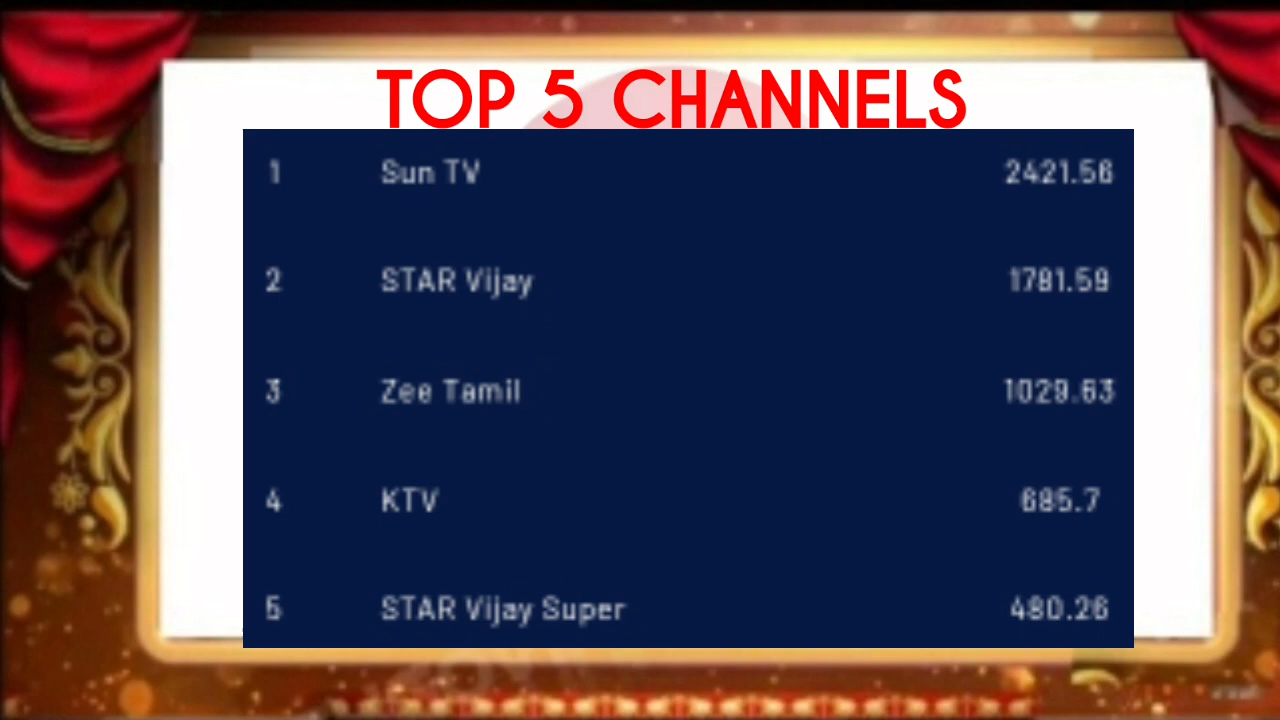 TOP 5 CHANNELS
1 Sun TV 2421.56
2 STAR Vijay 1781.59
3 Zee Tamil 1029.63
4 KTV 685.7
5 STAR Vijay Super 480.26